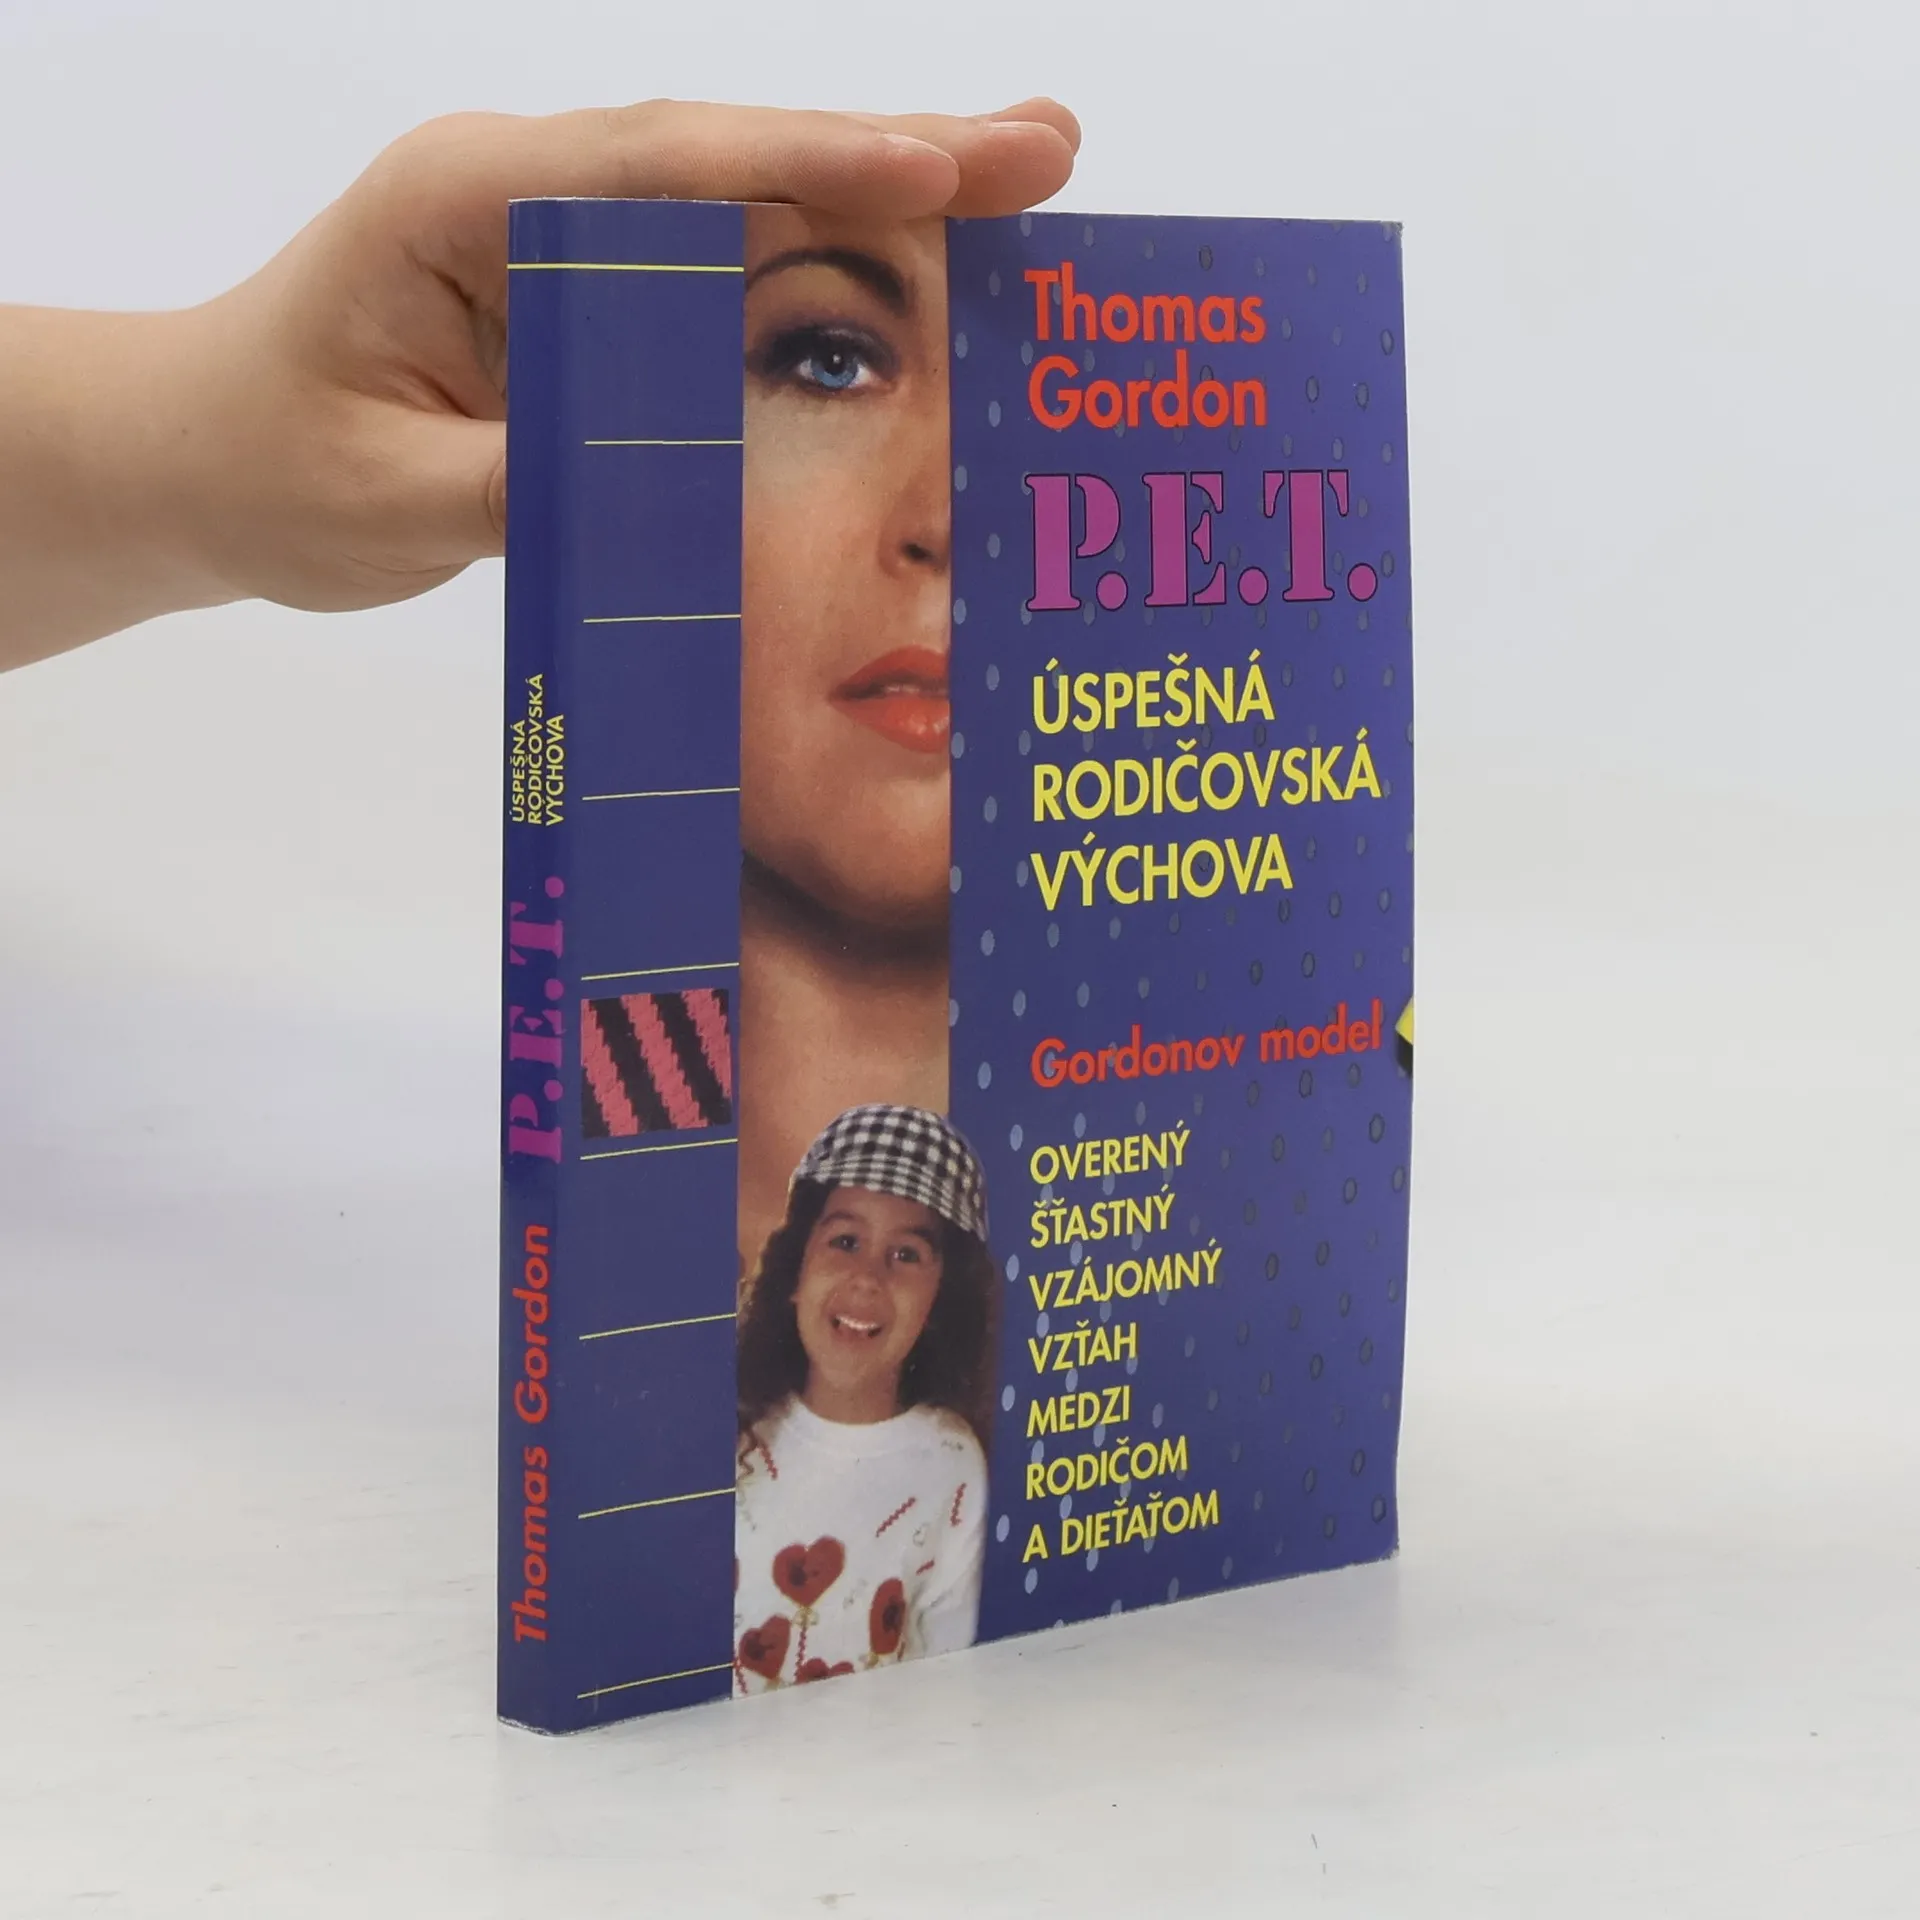 Thomas
Gordon
P.E.T.
ÚSPEŠNÁ
RODIČOVSKÁ
VÝCHOVA
Gordonov model
OVERENÝ
ŠŤASTNÝ
VZÁJOMNÝ
VZŤAH
MEDZI
RODIČOM
A DIEŤAŤOM
Thomas Gordon P.E.T. ÚSPEŠNÁ
RODIČOVSKÁ
VÝCHOVA